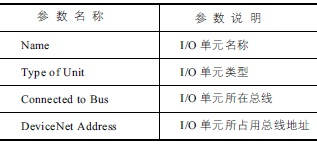 参数名称 参数说明
Name I/O 单元名称
Type of Unit I/O 单元类型
Connected to Bus I/O 单元所在总线
DeviceNet Address I/O 单元所占用总线地址